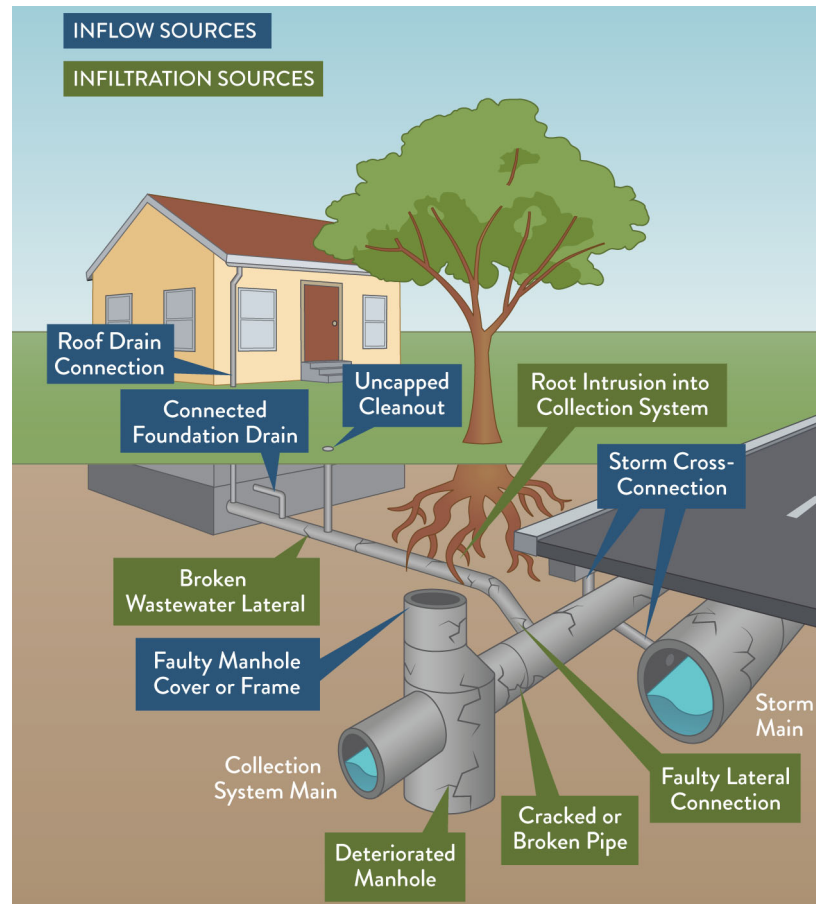 INFLOW SOURCES
INFILTRATION SOURCES
Roof Drain
Connection
Connected
Foundation Drain
Uncapped
Cleanout
Root Intrusion into
Collection System
Storm Cross-
Connection
Broken
Wastewater Lateral
Faulty Manhole
Cover or Frame
Collection
System Main
Deteriorated
Manhole
Cracked or
Broken Pipe
Faulty Lateral
Connection
Storm
Main